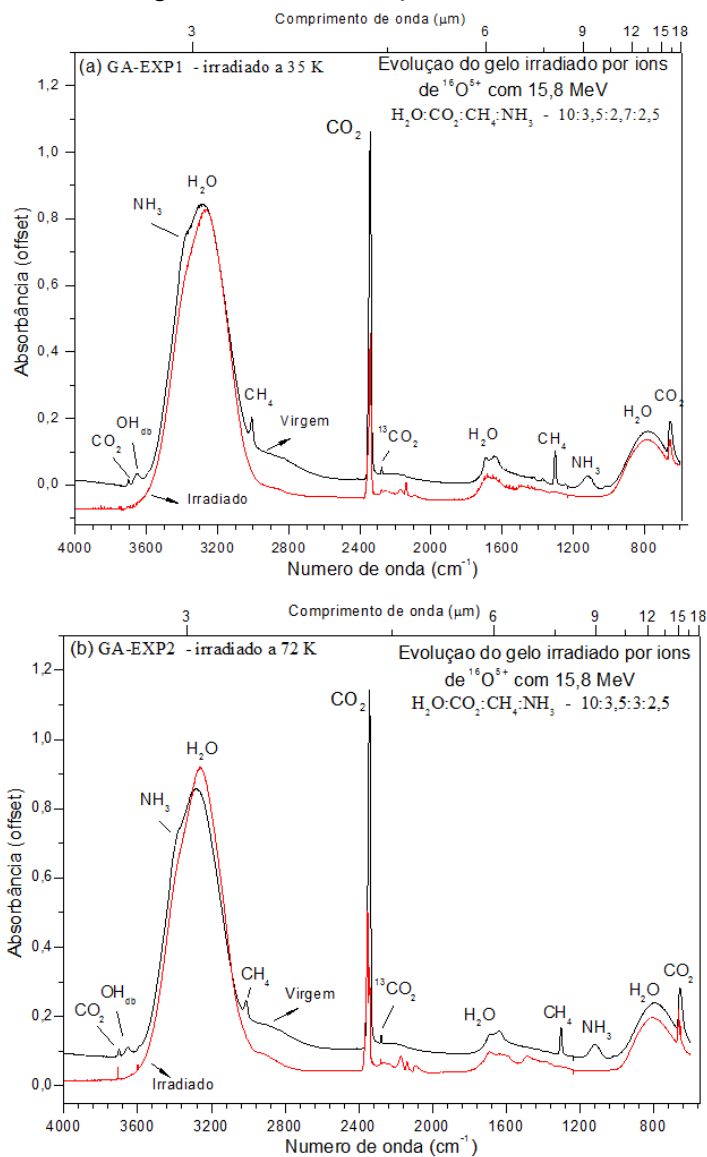 Comprimento de onda (μm)
3 6 9 12 15 18
(a) GA-EXP1 - irradiado a 35 K
Evoluçao do gelo irradiado por ions
de ¹⁶O⁵⁺ com 15,8 MeV
H₂O:CO₂:CH₄:NH₃ - 10:3,5:2,7:2,5
1,2
1,0
0,8
0,6
0,4
0,2
0,0
Absorbância (offset)
CO₂
OH_db
NH₃
H₂O
CH₄
Virgem
Irradiado
CO₂
¹³CO₂
H₂O
CH₄
NH₃
H₂O
CO₂
4000 3600 3200 2800 2400 2000 1600 1200 800
Numero de onda (cm⁻¹)
Comprimento de onda (μm)
3 6 9 12 15 18
(b) GA-EXP2 - irradiado a 72 K
Evoluçao do gelo irradiado por ions
de ¹⁶O⁵⁺ com 15,8 MeV
H₂O:CO₂:CH₄:NH₃ - 10:3,5:3:2,5
1,2
1,0
0,8
0,6
0,4
0,2
0,0
Absorbância (offset)
CO₂
OH_db
NH₃
H₂O
CH₄
Virgem
Irradiado
CO₂
¹³CO₂
H₂O
CH₄
NH₃
H₂O
CO₂
4000 3600 3200 2800 2400 2000 1600 1200 800
Numero de onda (cm⁻¹)